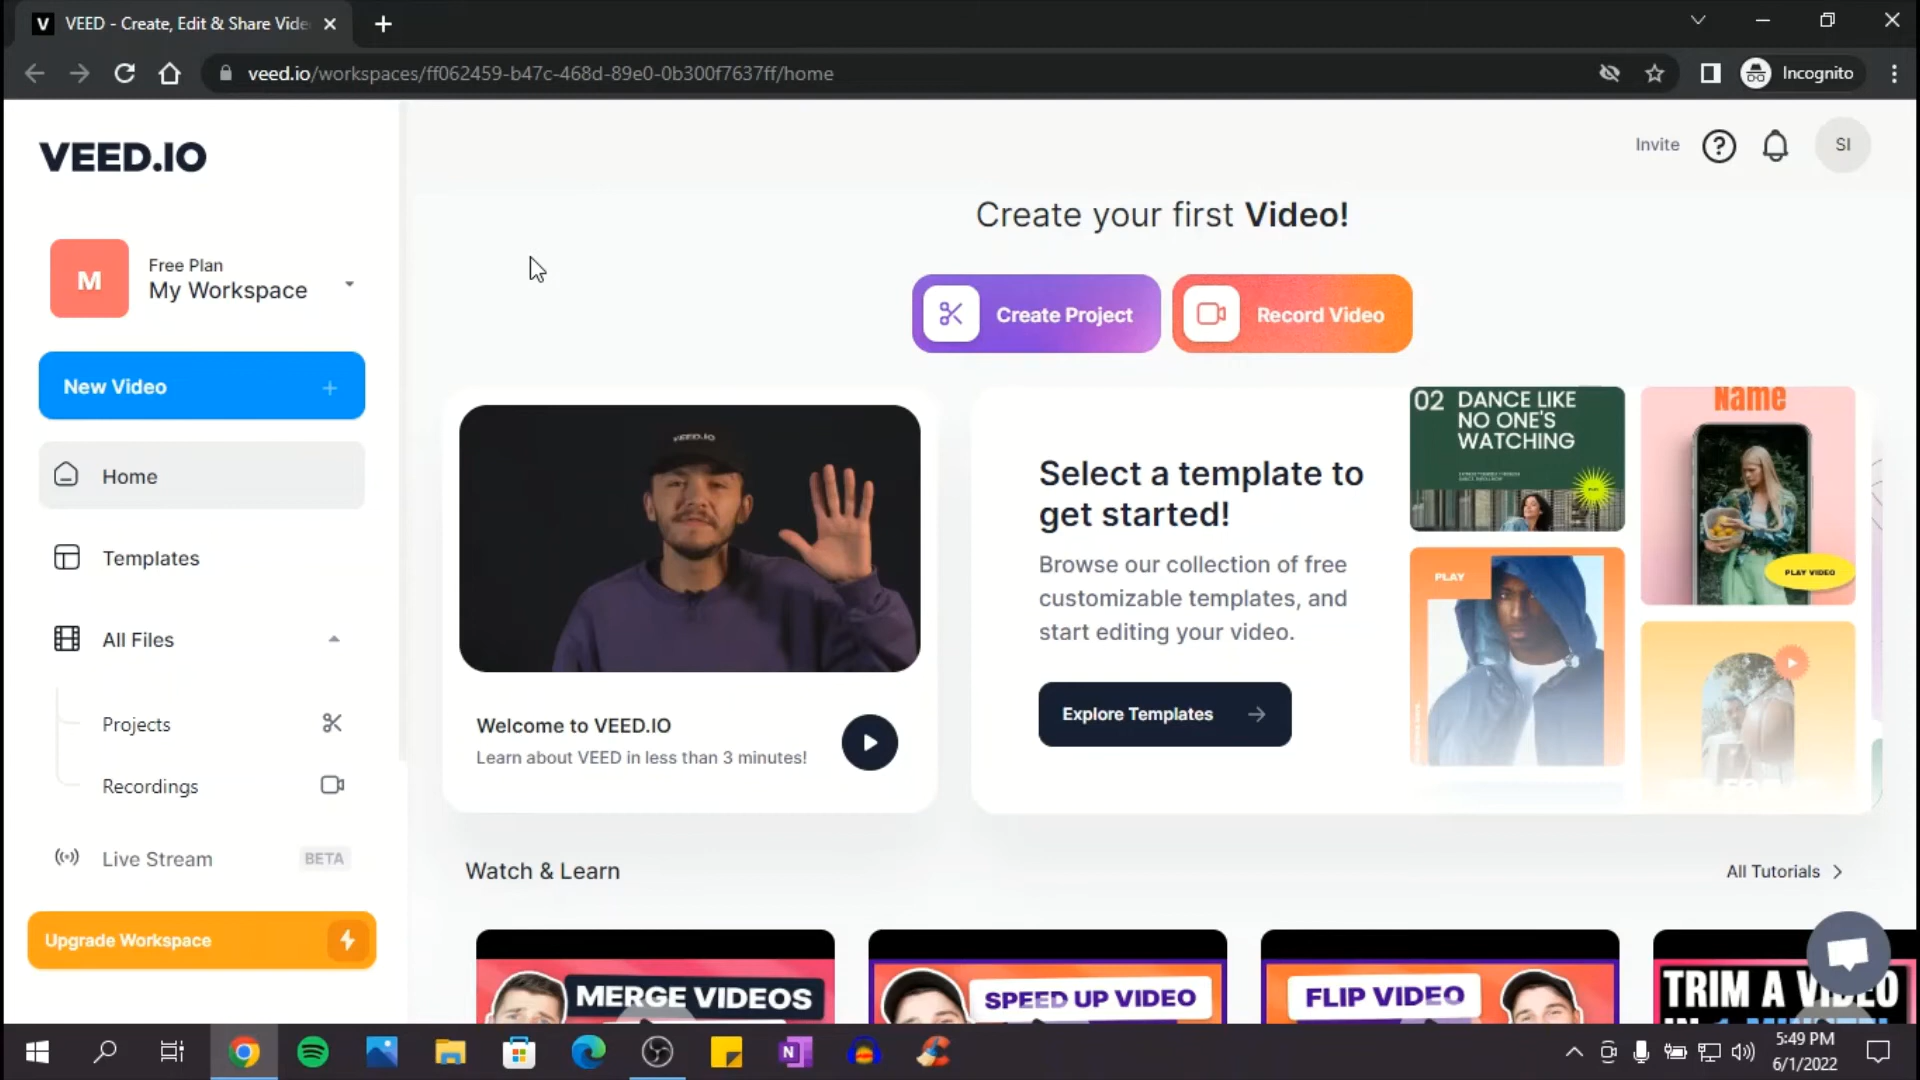 V VEED - Create, Edit & Share Vide
veed.io/workspaces/ff062459-b47c-468d-89e0-0b300f7637ff/home
Incognito
VEED.IO
Invite
SI
M
Free Plan
My Workspace
New Video
Home
Templates
All Files
Projects
Recordings
Live Stream
BETA
Upgrade Workspace
Create your first Video!
Create Project
Record Video
VEED.IO
Welcome to VEED.IO
Learn about VEED in less than 3 minutes!
Select a template to
get started!
Browse our collection of free
customizable templates, and
start editing your video.
Explore Templates
02
DANCE LIKE
NO ONE'S
WATCHING
Name
PLAY VIDEO
PLAY
Watch & Learn
All Tutorials
MERGE VIDEOS
SPEED UP VIDEO
FLIP VIDEO
TRIM A VIDEO
IN 1 MINUTE!
N
5:49 PM
6/1/2022